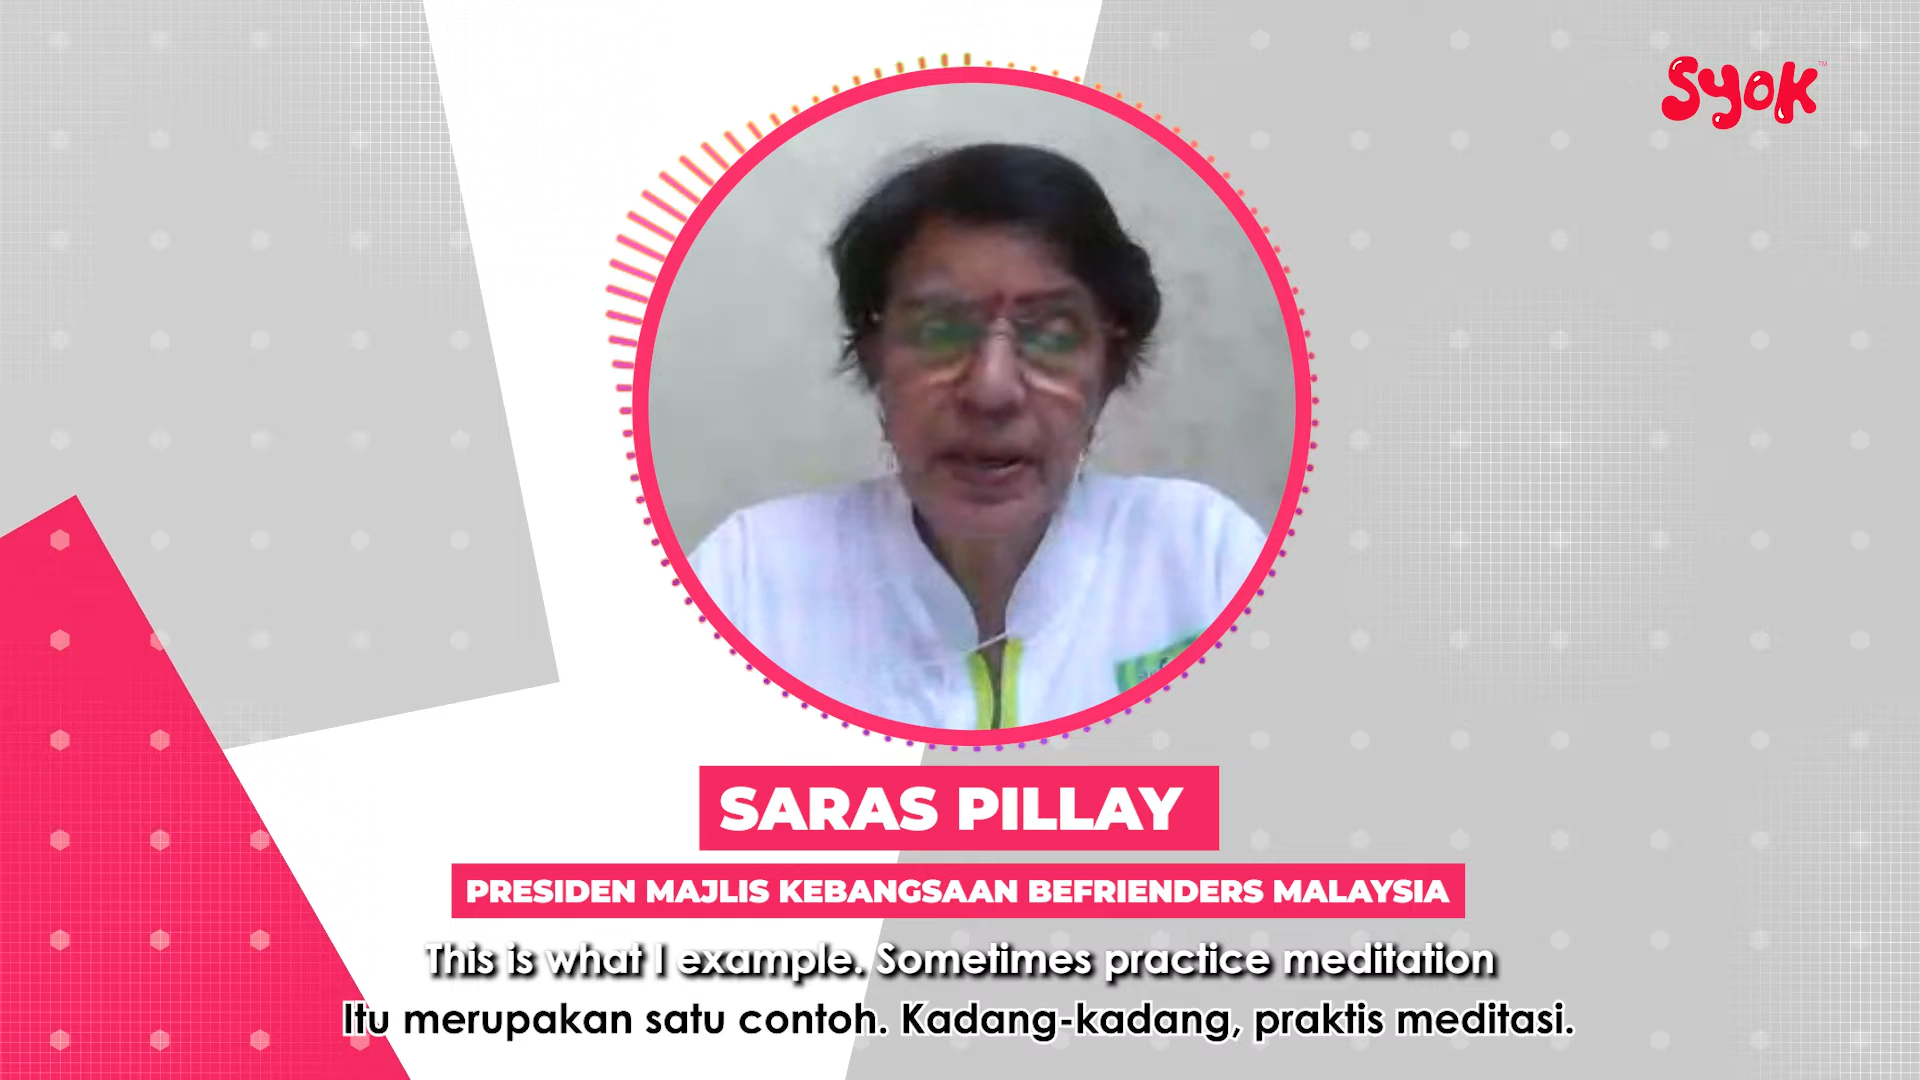 Syok™
SARAS PILLAY
PRESIDEN MAJLIS KEBANGSAAN BEFRIENDERS MALAYSIA
This is what I example. Sometimes practice meditation
Itu merupakan satu contoh. Kadang-kadang, praktis meditasi.